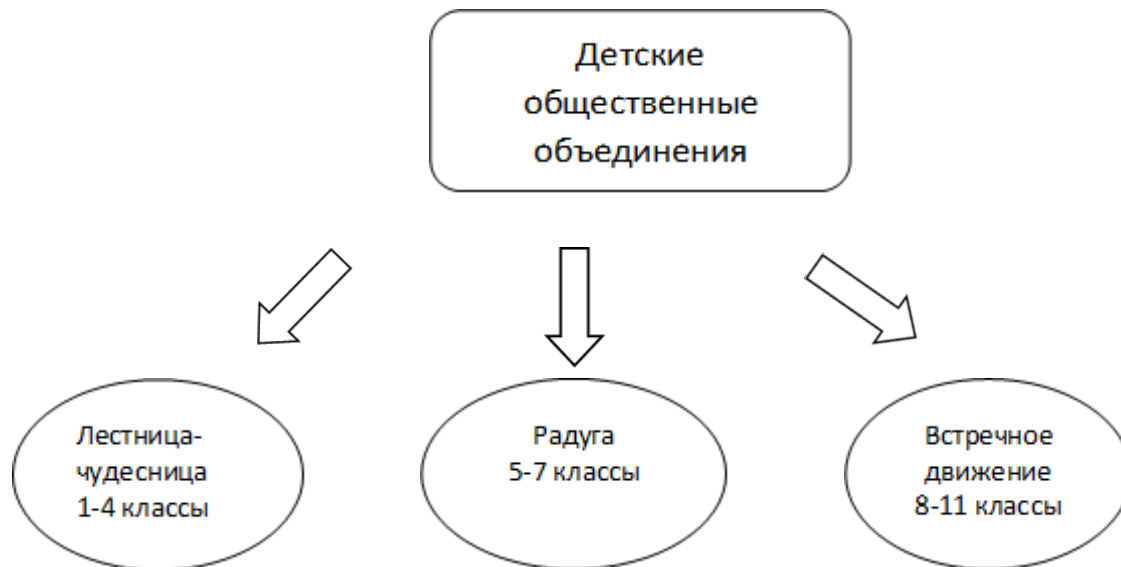 Детские
общественные
объединения
Лестница-
чудесница
1-4 классы
Радуга
5-7 классы
Встречное
движение
8-11 классы